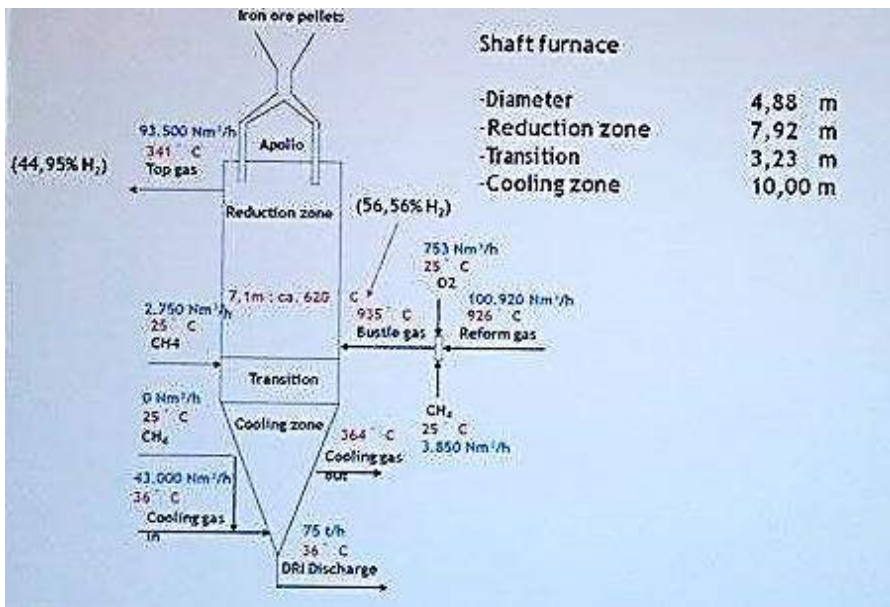 Iron ore pellets
Shaft furnace
-Diameter 4,88 m
-Reduction zone 7,92 m
-Transition 3,23 m
-Cooling zone 10,00 m
93.500 Nm³/h
341° C
Top gas
(44,95% H₂)
Apollo
Reduction zone
(56,56% H₂)
753 Nm³/h
25° C
O2
7,1m : ca. 620 C
935° C
Bustle gas
100.920 Nm³/h
926° C
Reform gas
2.750 Nm³/h
25° C
CH4
Transition
0 Nm³/h
25° C
CH₄
Cooling zone
CH₄
25° C
3.850 Nm³/h
364° C
Cooling gas
out
43.000 Nm³/h
36° C
Cooling gas
in
75 t/h
36° C
DRI Discharge